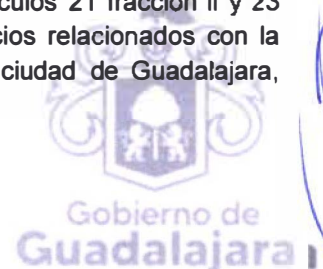 culos 21 fracción II y 23
cios relacionados con la
ciudad de Guadalajara,
Gobierno de
Guadalajara